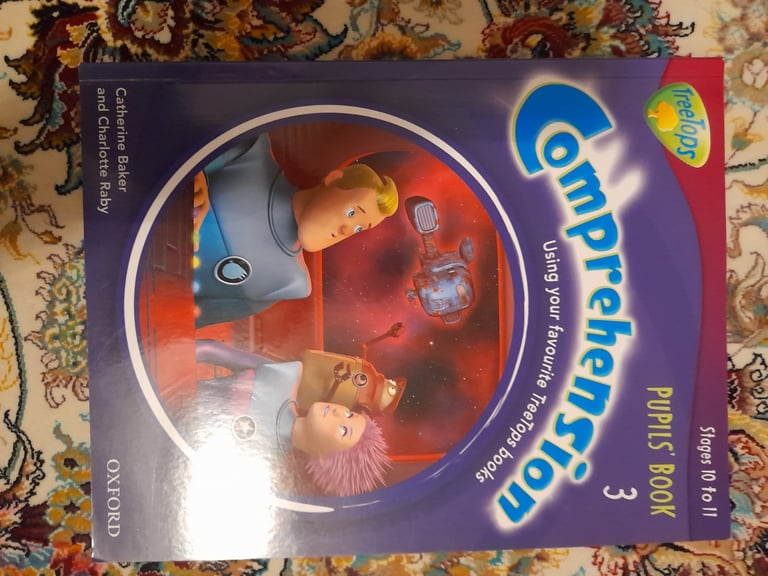 TreeTops
Stages 10 to 11
PUPILS' BOOK
3
Comprehension
Using your favourite TreeTops books
Catherine Baker
and Charlotte Raby
OXFORD